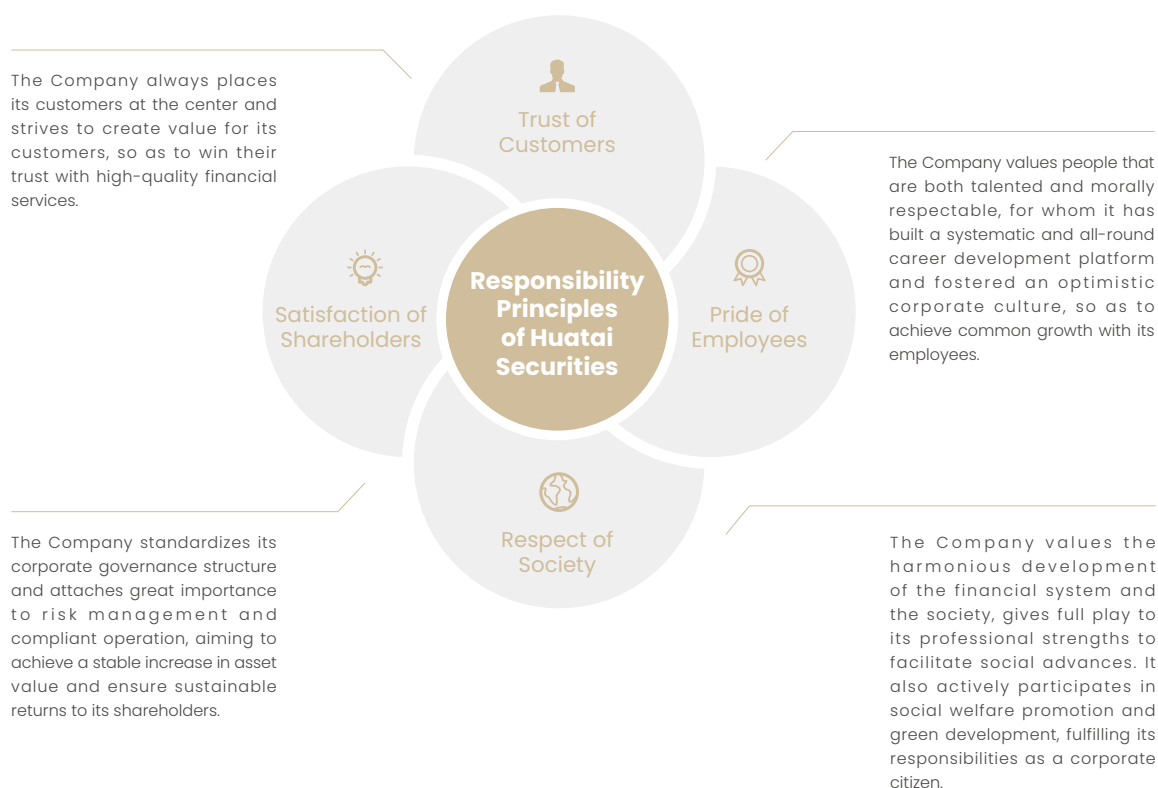 The Company always places
its customers at the center and
strives to create value for its
customers, so as to win their
trust with high-quality financial
services.
Trust of
Customers
The Company values people that
are both talented and morally
respectable, for whom it has
built a systematic and all-round
career development platform
and fostered an optimistic
corporate culture, so as to
achieve common growth with its
employees.
Satisfaction of
Shareholders
Responsibility
Principles
of Huatai
Securities
Pride of
Employees
Respect of
Society
The Company standardizes its
corporate governance structure
and attaches great importance
to risk management and
compliant operation, aiming to
achieve a stable increase in asset
value and ensure sustainable
returns to its shareholders.
The Company values the
harmonious development
of the financial system and
the society, gives full play to
its professional strengths to
facilitate social advances. It
also actively participates in
social welfare promotion and
green development, fulfilling its
responsibilities as a corporate
citizen.